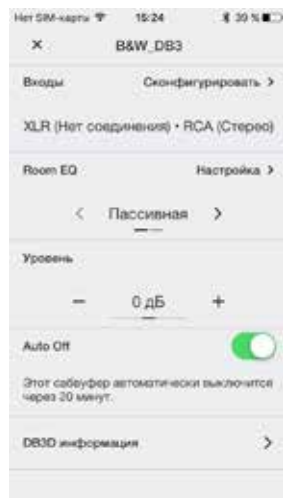 Нет SIM-карты 15:24 39 %
× B&W_DB3
Входы Сконфигурировать >
XLR (Нет соединения) • RCA (Стерео)
Room EQ Настройка >
< Пассивная >
Уровень
− 0 дБ +
Auto Off
Этот сабвуфер автоматически выключится
через 20 минут.
DB3D информация >